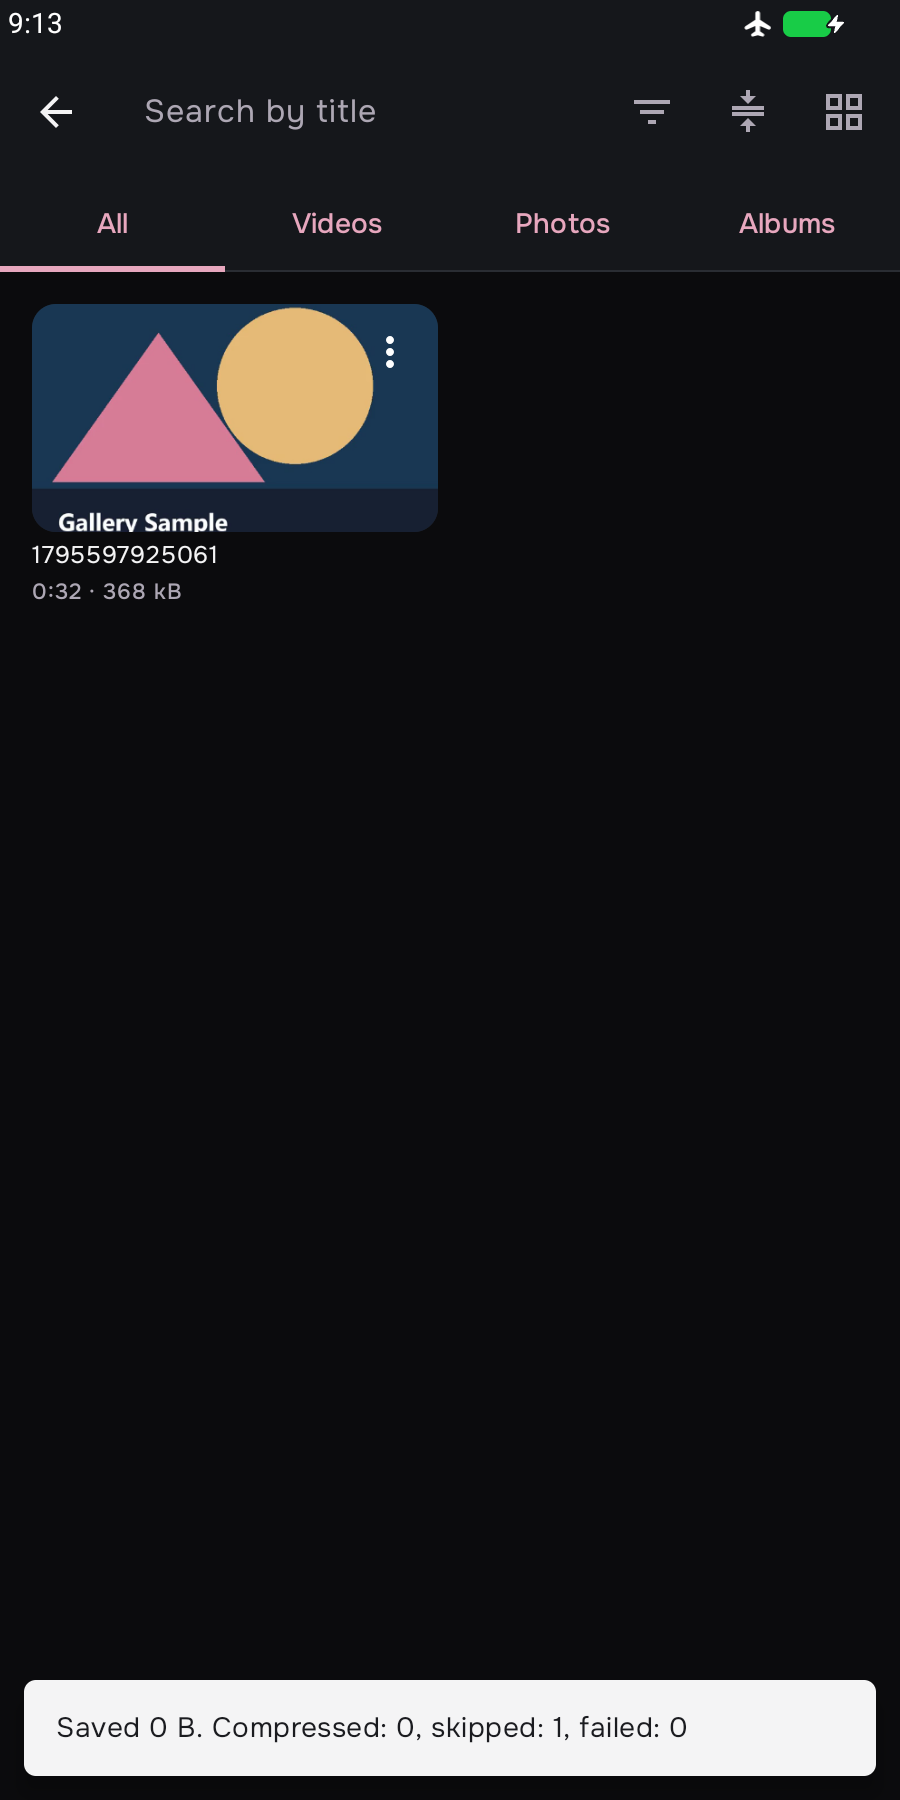 9:13
Search by title
All
Videos
Photos
Albums
Gallery Sample
1795597925061
0:32 · 368 kB
Saved 0 B. Compressed: 0, skipped: 1, failed: 0